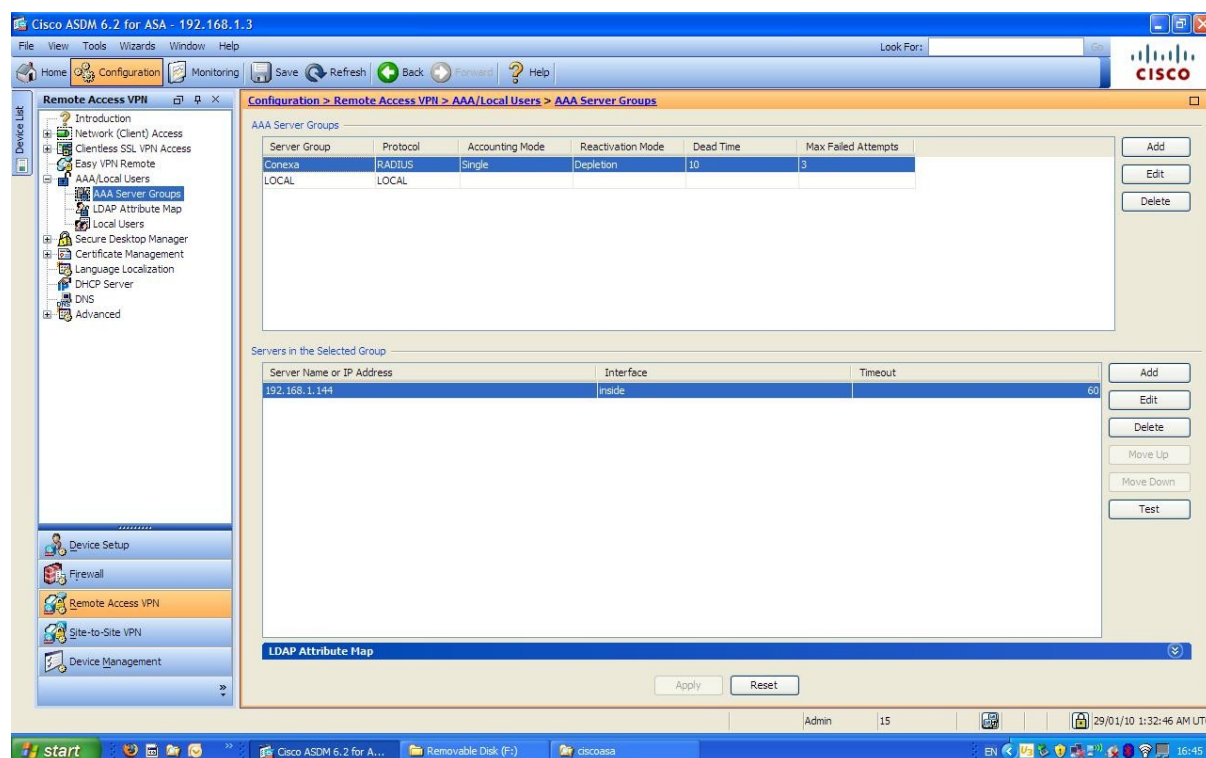 Cisco ASDM 6.2 for ASA - 192.168.1.3
File View Tools Wizards Window Help
Look For:
Go
Home Configuration Monitoring Save Refresh Back Forward Help
CISCO
Device List
Remote Access VPN
Introduction
Network (Client) Access
Clientless SSL VPN Access
Easy VPN Remote
AAA/Local Users
AAA Server Groups
LDAP Attribute Map
Local Users
Secure Desktop Manager
Certificate Management
Language Localization
DHCP Server
DNS
Advanced
Device Setup
Firewall
Remote Access VPN
Site-to-Site VPN
Device Management
Configuration > Remote Access VPN > AAA/Local Users > AAA Server Groups
AAA Server Groups
Server Group Protocol Accounting Mode Reactivation Mode Dead Time Max Failed Attempts
Conexa RADIUS Single Depletion 10 3
LOCAL LOCAL
Add
Edit
Delete
Servers in the Selected Group
Server Name or IP Address Interface Timeout
192.168.1.144 inside 60
Add
Edit
Delete
Move Up
Move Down
Test
LDAP Attribute Map
Apply Reset
Admin 15 29/01/10 1:32:46 AM UT
start Cisco ASDM 6.2 for A... Removable Disk (F:) ciscoasa EN 16:45